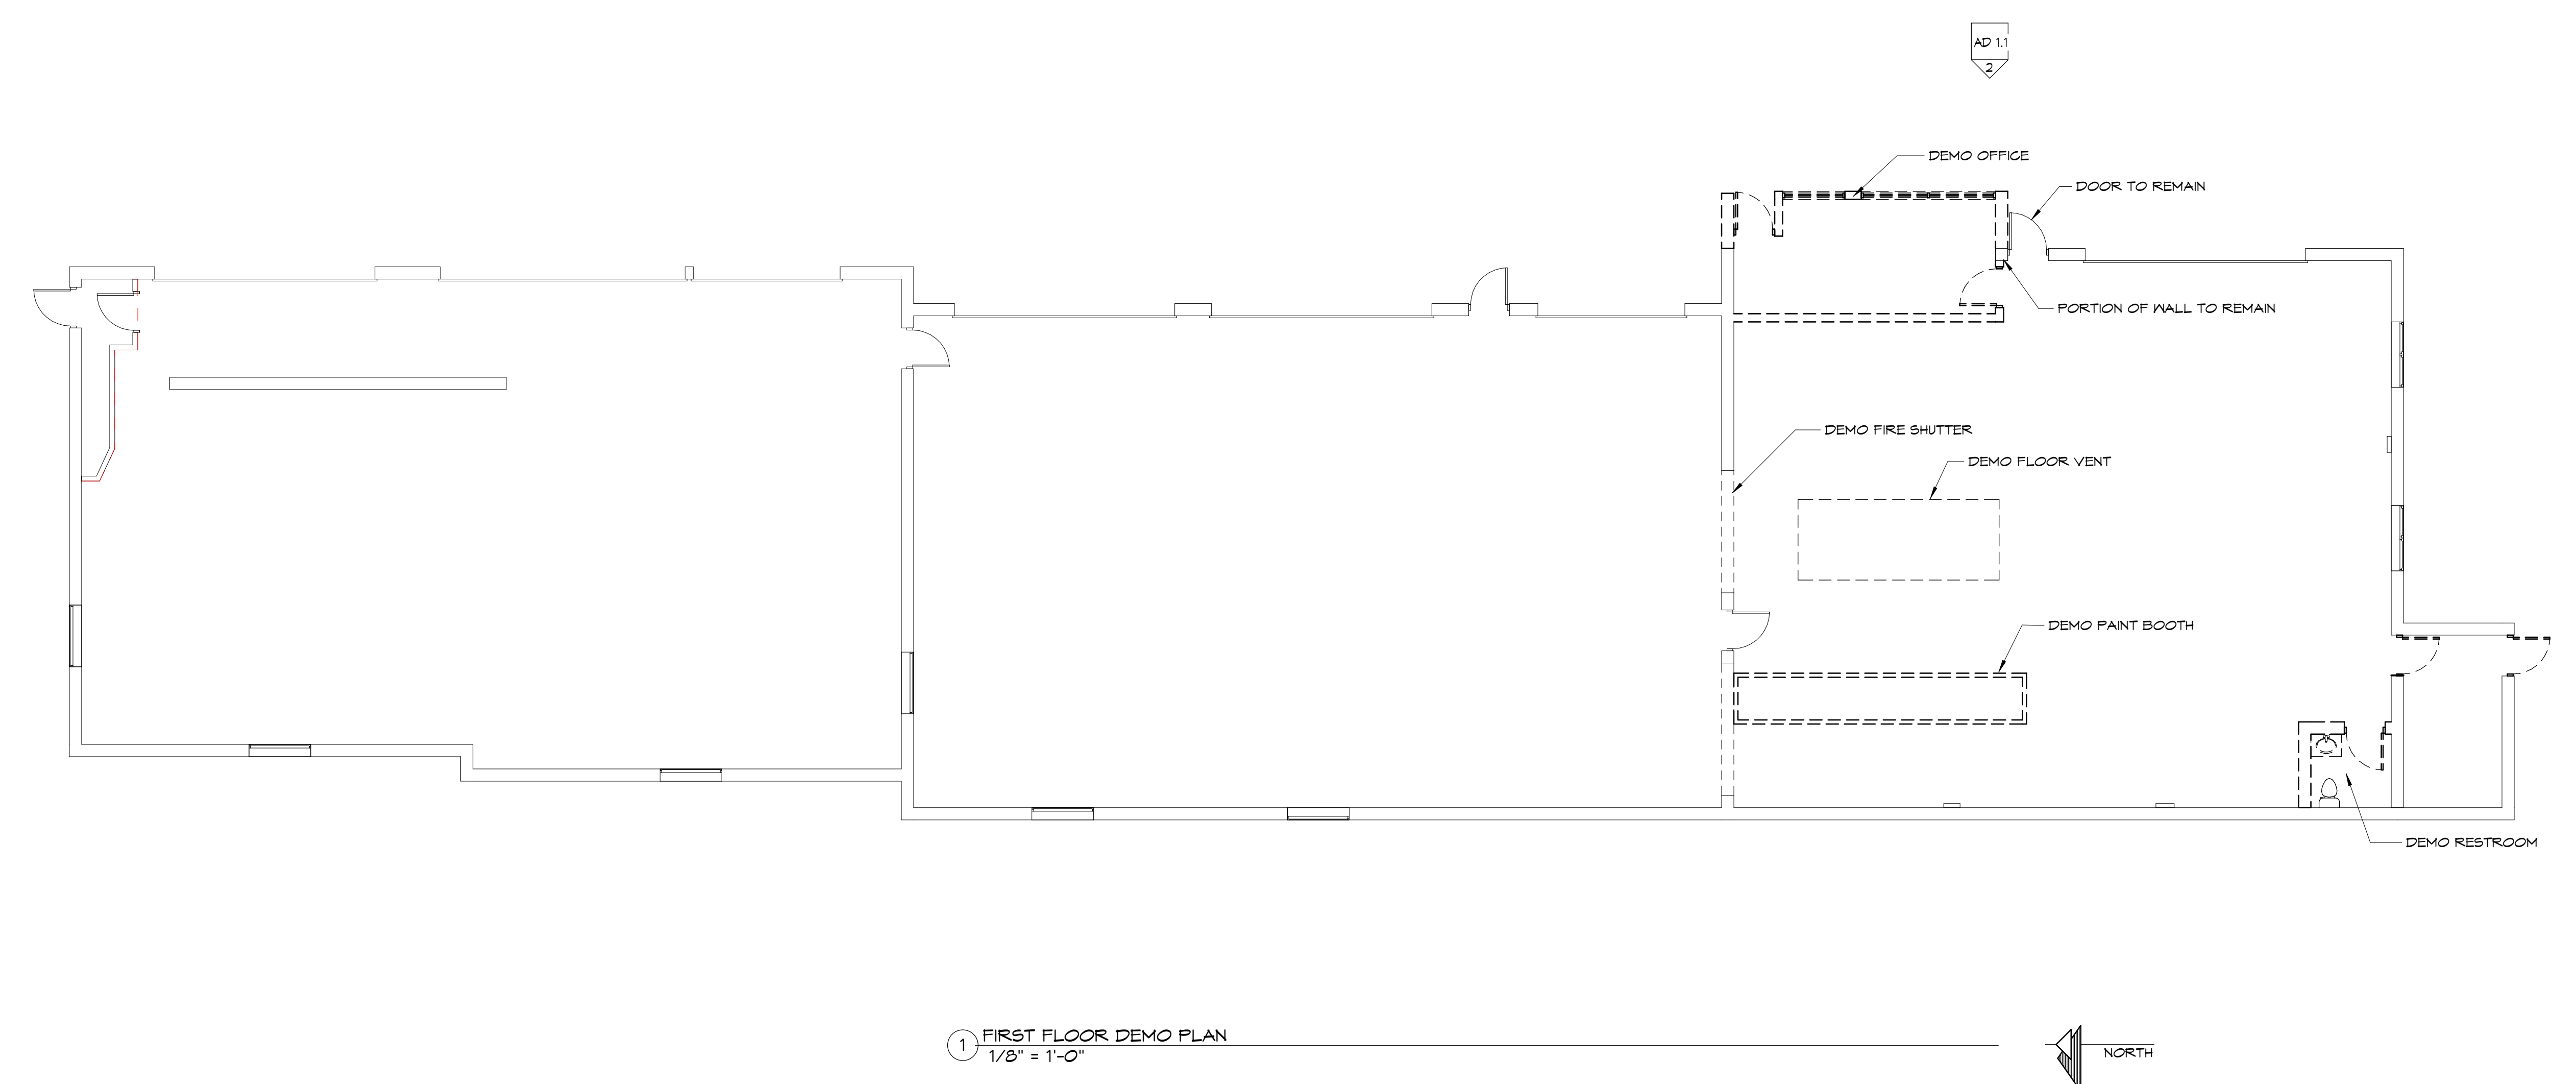 AD 1.1
2
DEMO OFFICE
DOOR TO REMAIN
PORTION OF WALL TO REMAIN
DEMO FIRE SHUTTER
DEMO FLOOR VENT
DEMO PAINT BOOTH
DEMO RESTROOM
1 FIRST FLOOR DEMO PLAN
1/8" = 1'-0"
NORTH